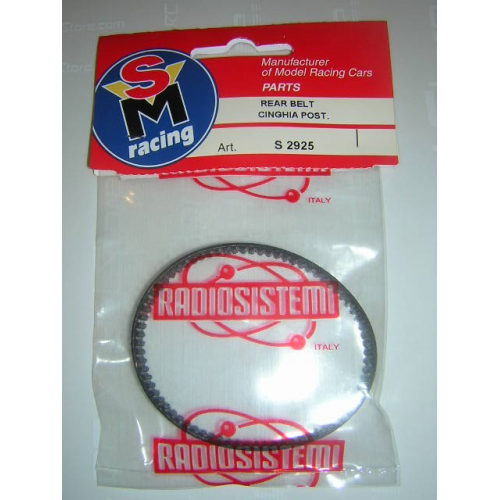 SM
racing
Manufacturer
of Model Racing Cars
PARTS
REAR BELT
CINGHIA POST.
Art. S 2925
ITALY
RADIOSISTEMI
ITALY
RADIOSISTEMI